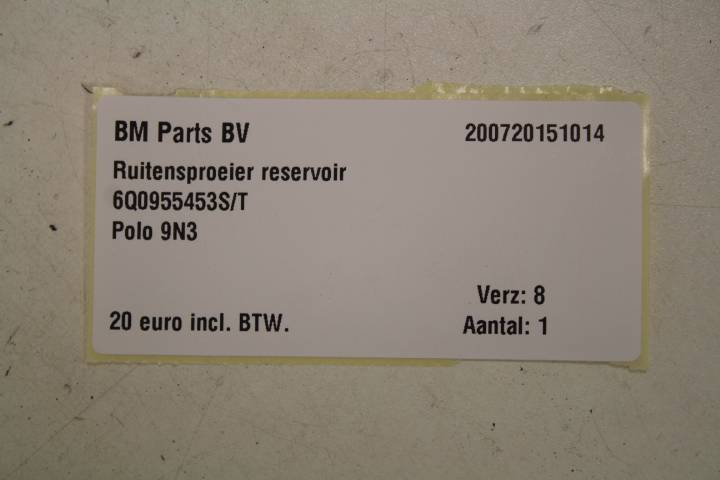 BM Parts BV 200720151014
Ruitensproeier reservoir
6Q0955453S/T
Polo 9N3
Verz: 8
20 euro incl. BTW. Aantal: 1